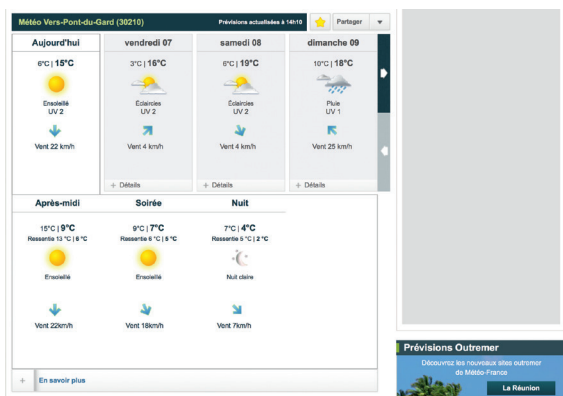 Météo Vers-Pont-du-Gard (30210)
Prévisions actualisées à 14h10
Partager
Aujourd'hui
vendredi 07
samedi 08
dimanche 09
6°C | 15°C
3°C | 16°C
6°C | 19°C
10°C | 18°C
Ensoleillé
Éclaircies
Éclaircies
Pluie
UV 2
UV 2
UV 2
UV 1
Vent 22 km/h
Vent 4 km/h
Vent 4 km/h
Vent 25 km/h
+ Détails
+ Détails
+ Détails
Après-midi
Soirée
Nuit
15°C | 9°C
9°C | 7°C
7°C | 4°C
Ressentie 13 °C | 6 °C
Ressentie 6 °C | 5 °C
Ressentie 5 °C | 2 °C
Ensoleillé
Ensoleillé
Nuit claire
Vent 22km/h
Vent 18km/h
Vent 7km/h
+ En savoir plus
Prévisions Outremer
Découvrez les nouveaux sites outremer
de Météo-France
La Réunion